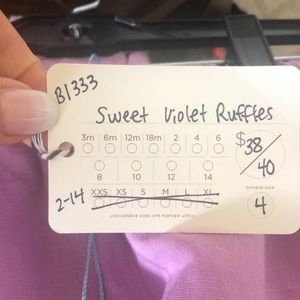 B1333
Sweet Violet Ruffles
3m 6m 12m 18m 2 4 6
$38/40
8 10 12 14
2-14 XXS XS S M L XL
sample size
4
unavailable sizes are marked with x